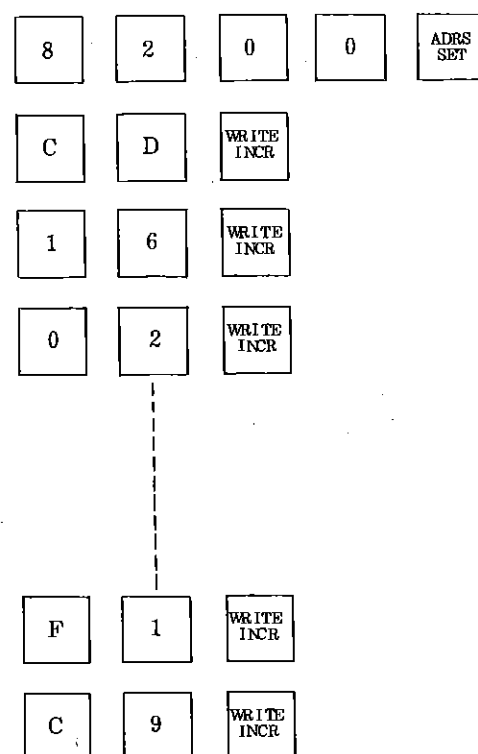 8 2 0 0 ADRS SET
C D WRITE INCR
1 6 WRITE INCR
0 2 WRITE INCR
F 1 WRITE INCR
C 9 WRITE INCR